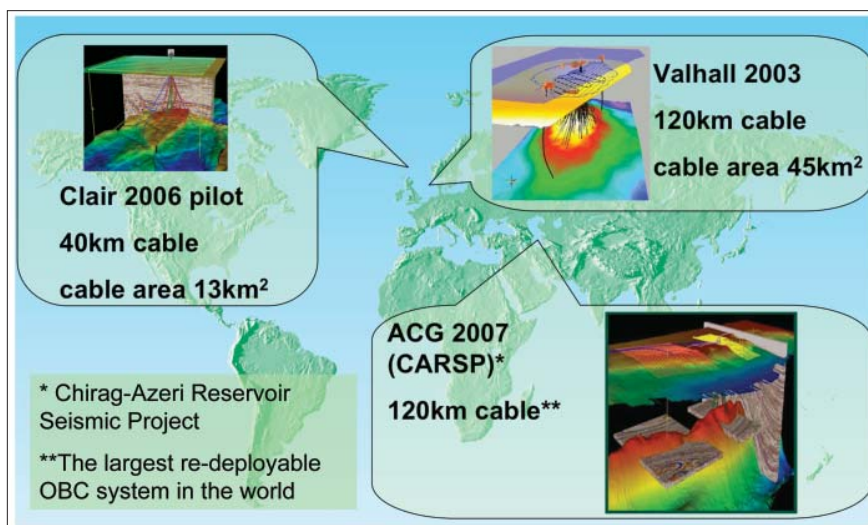 Clair 2006 pilot
40km cable
cable area 13km²
Valhall 2003
120km cable
cable area 45km²
ACG 2007
(CARSP)*
120km cable**
* Chirag-Azeri Reservoir
Seismic Project
**The largest re-deployable
OBC system in the world